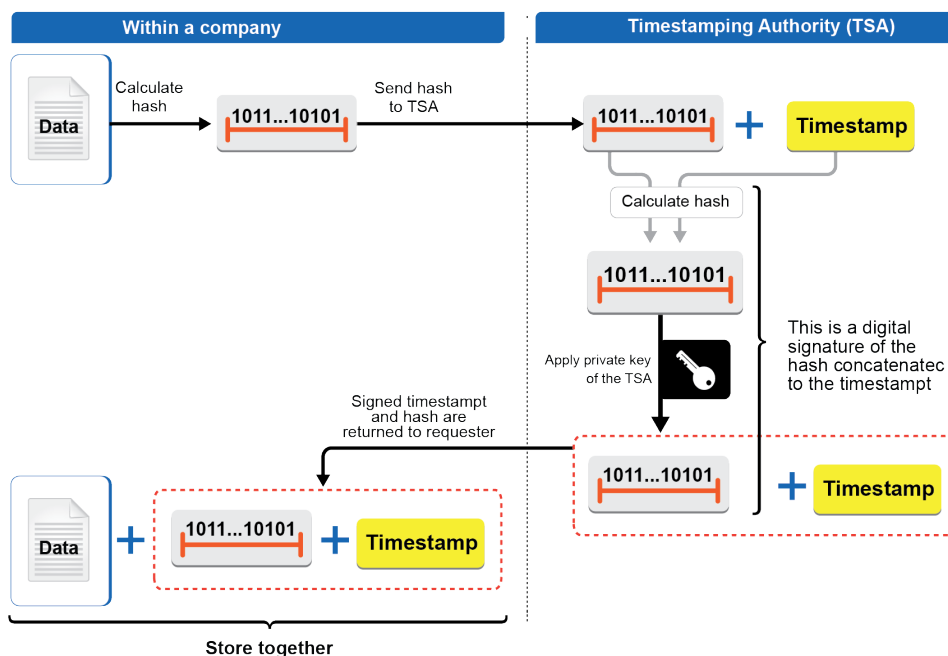 Within a company
Timestamping Authority (TSA)
Data
Calculate
hash
1011...10101
Send hash
to TSA
1011...10101
+
Timestamp
Calculate hash
1011...10101
Apply private key
of the TSA
This is a digital
signature of the
hash concatenatec
to the timestampt
Signed timestampt
and hash are
returned to requester
1011...10101
+
Timestamp
Data
+
1011...10101
+
Timestamp
Store together